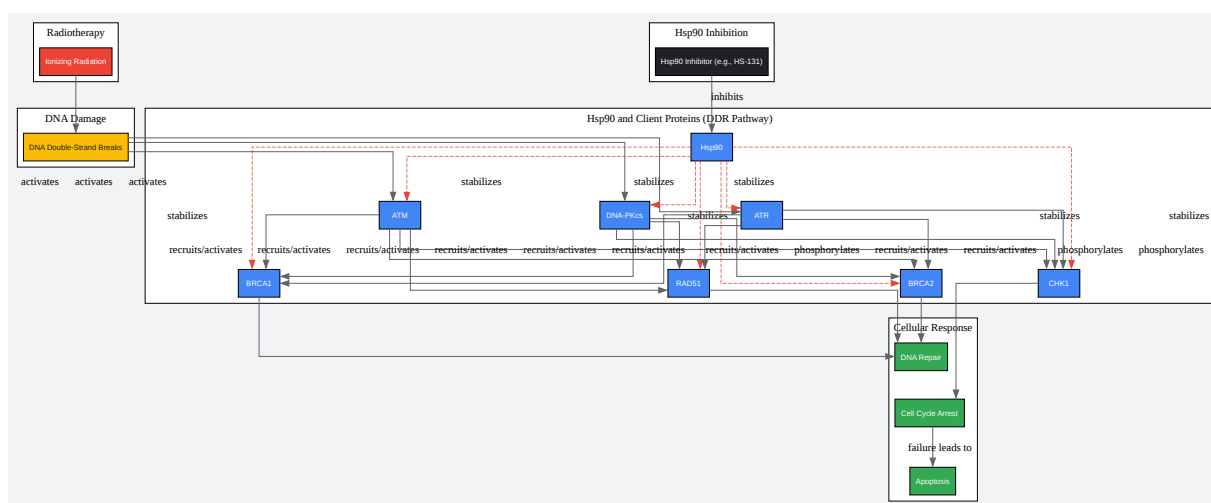 Radiotherapy
Hsp90 Inhibition
Ionizing Radiation
Hsp90 Inhibitor (e.g., HS-131)
inhibits
DNA Damage
Hsp90 and Client Proteins (DDR Pathway)
DNA Double-Strand Breaks
Hsp90
activates activates activates stabilizes stabilizes stabilizes
ATM DNA-PKcs ATR
stabilizes stabilizes stabilizes stabilizes
recruits/activates recruits/activates recruits/activates recruits/activates recruits/activates recruits/activates recruits/activates phosphorylates recruits/activates recruits/activates phosphorylates phosphorylates
BRCA1 RAD51 BRCA2 CHK1
Cellular Response
DNA Repair
Cell Cycle Arrest
failure leads to
Apoptosis